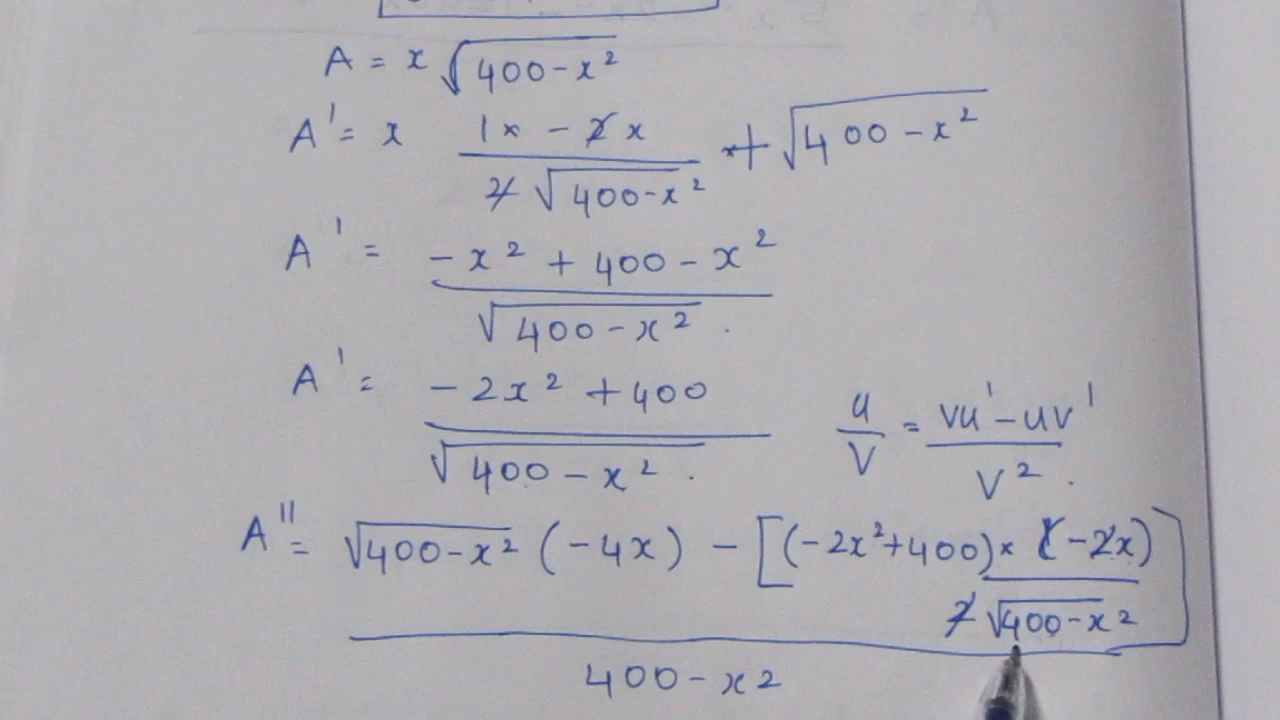 A = x √400-x²
A' = x 1x - 2x / 2√400-x² + √400-x²
A' = -x² + 400 - x² / √400-x² .
A' = -2x² + 400 / √400-x² .
u/v = vu' - uv' / v² .
A'' = √400-x² (-4x) - [(-2x²+400) × (-2x) / 2√400-x²] / 400-x²